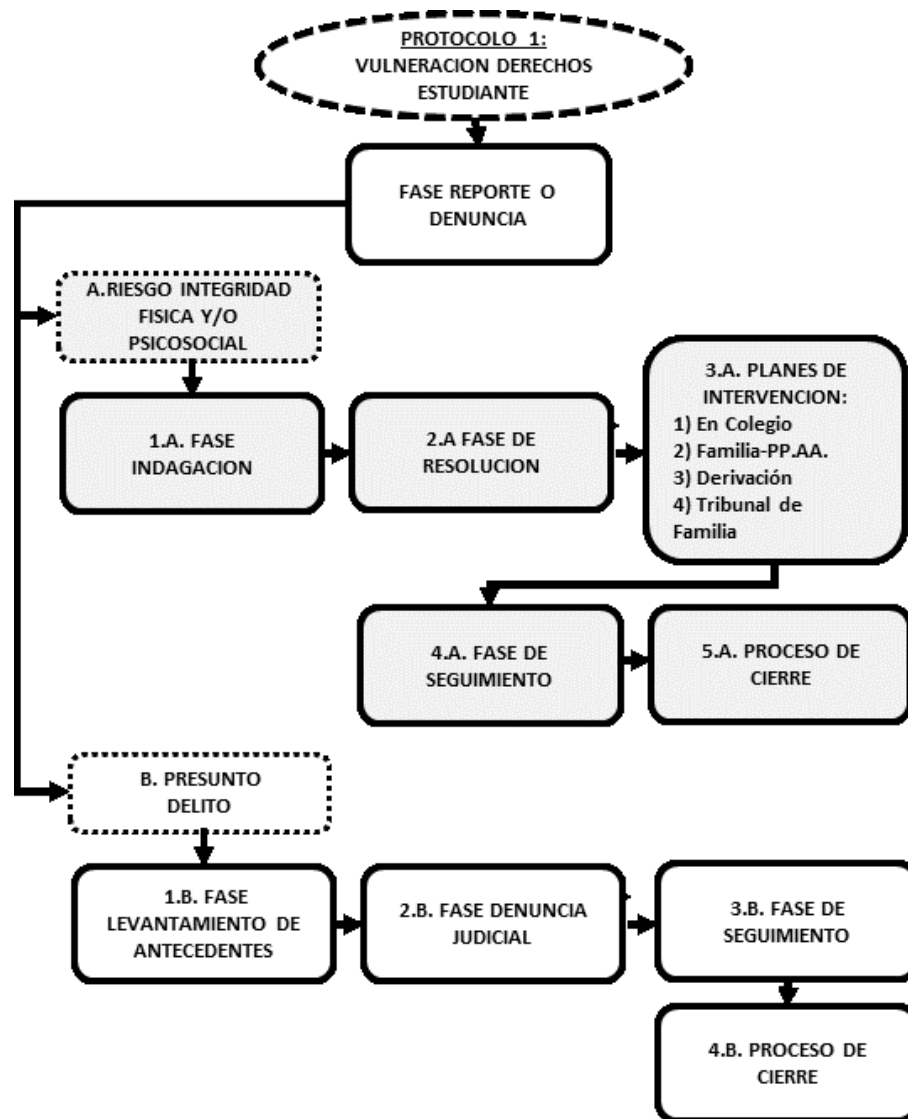 PROTOCOLO 1:
VULNERACION DERECHOS
ESTUDIANTE
FASE REPORTE O
DENUNCIA
A.RIESGO INTEGRIDAD
FISICA Y/O
PSICOSOCIAL
1.A. FASE
INDAGACION
2.A FASE DE
RESOLUCION
3.A. PLANES DE
INTERVENCION:
1) En Colegio
2) Familia-PP.AA.
3) Derivación
4) Tribunal de
Familia
4.A. FASE DE
SEGUIMIENTO
5.A. PROCESO DE
CIERRE
B. PRESUNTO
DELITO
1.B. FASE
LEVANTAMIENTO DE
ANTECEDENTES
2.B. FASE DENUNCIA
JUDICIAL
3.B. FASE DE
SEGUIMIENTO
4.B. PROCESO DE
CIERRE